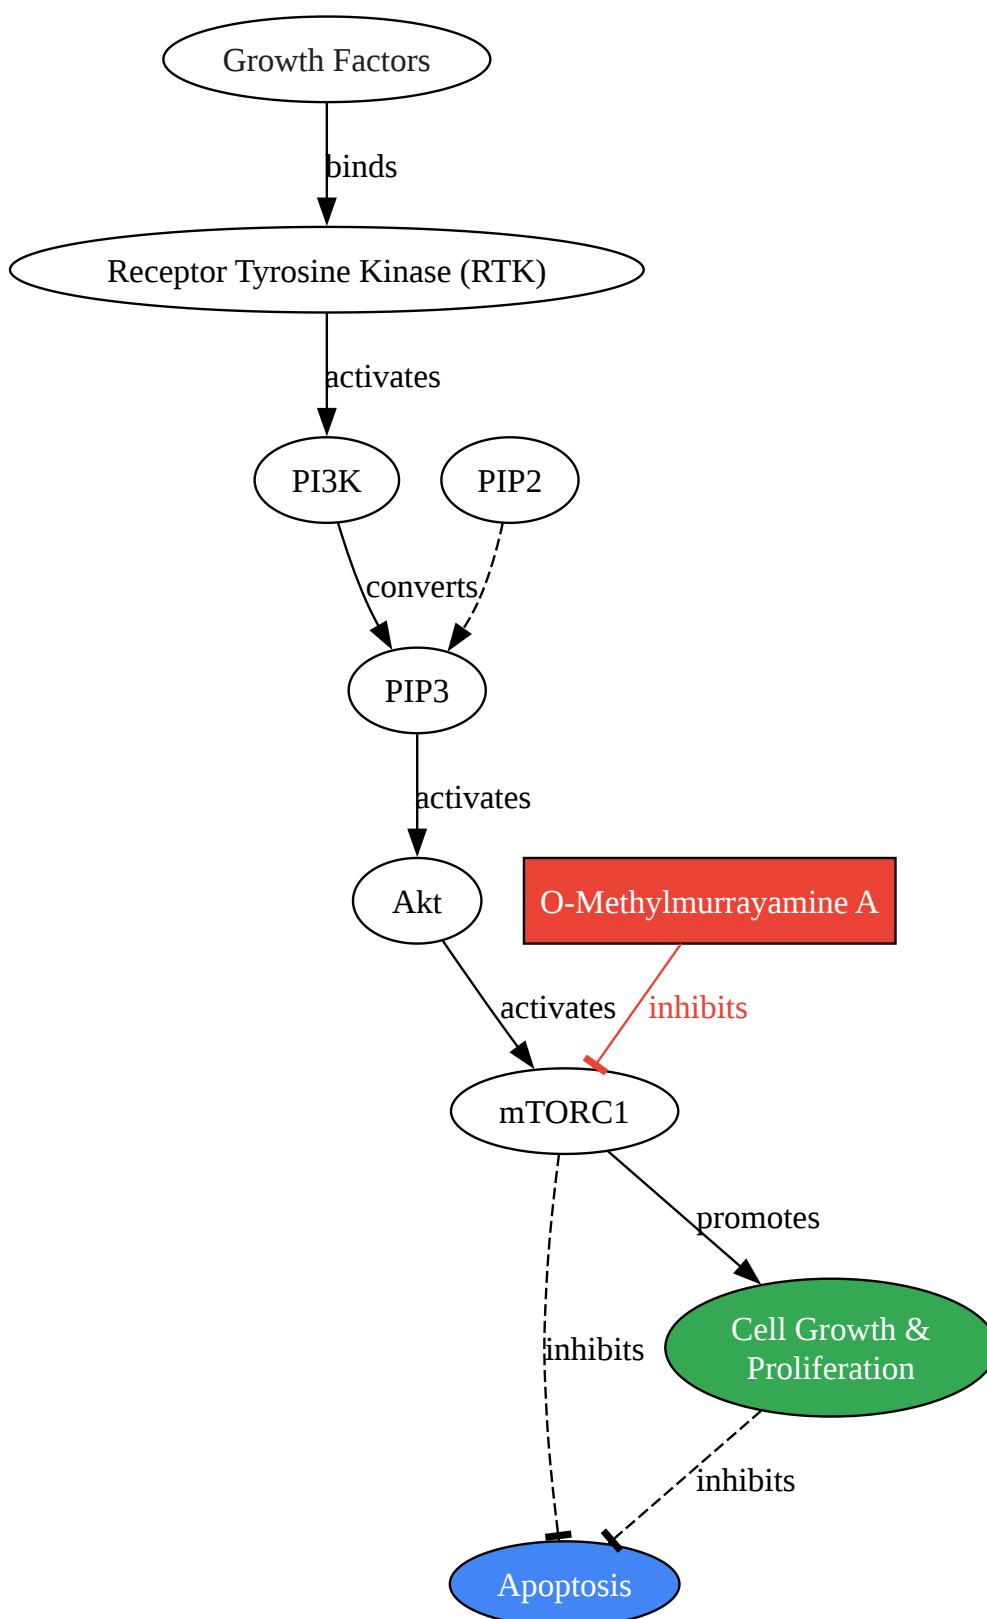 Growth Factors
binds
Receptor Tyrosine Kinase (RTK)
activates
PI3K
PIP2
converts
PIP3
activates
Akt
O-Methylmurrayamine A
activates
inhibits
mTORC1
promotes
Cell Growth &
Proliferation
inhibits
inhibits
Apoptosis